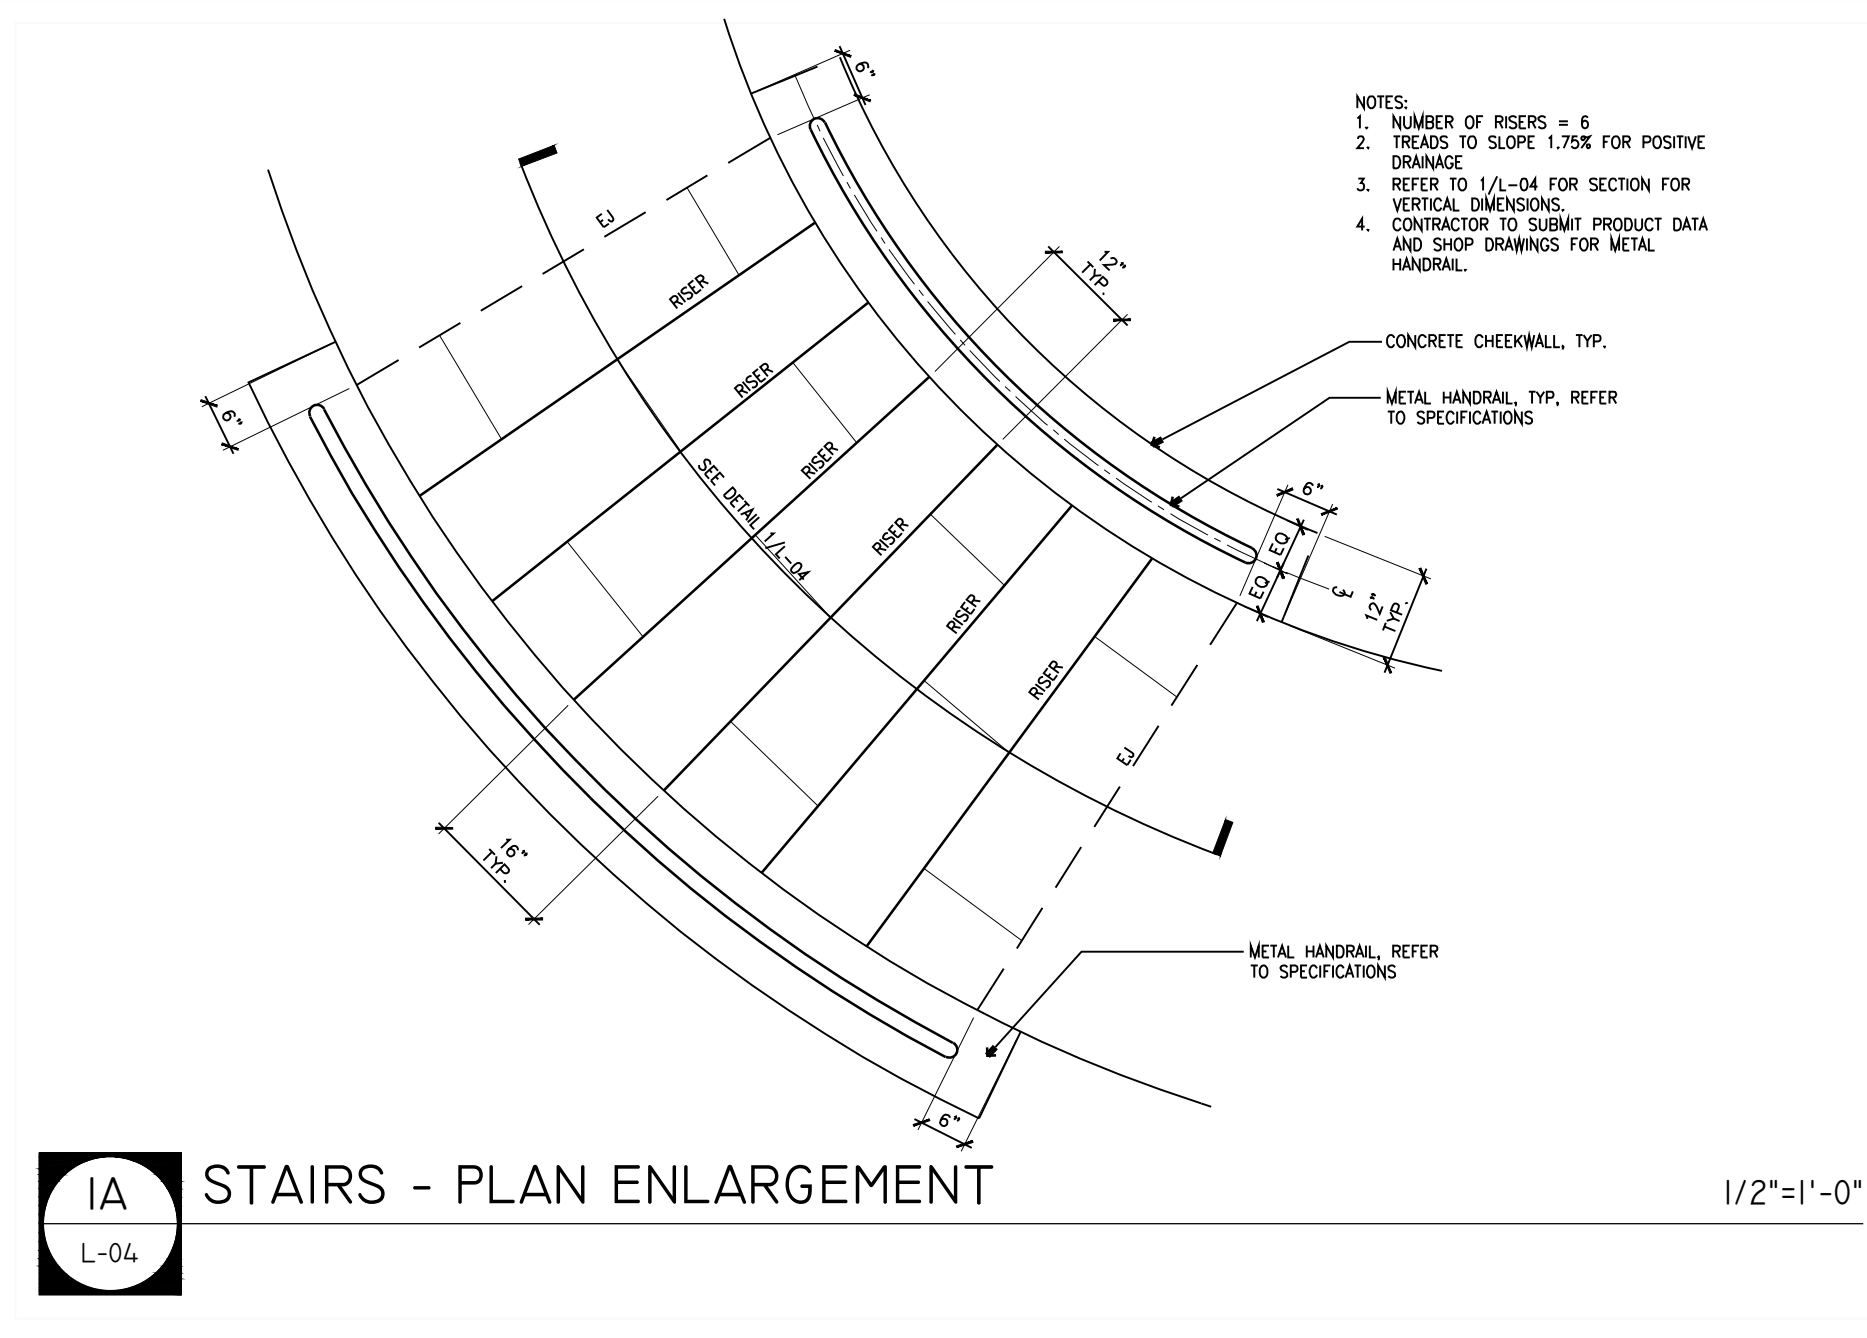 6"
NOTES:
1. NUMBER OF RISERS = 6
2. TREADS TO SLOPE 1.75% FOR POSITIVE
DRAINAGE
3. REFER TO 1/L-04 FOR SECTION FOR
VERTICAL DIMENSIONS.
4. CONTRACTOR TO SUBMIT PRODUCT DATA
AND SHOP DRAWINGS FOR METAL
HANDRAIL.
EJ
12"
TYP.
RISER
CONCRETE CHEEKWALL, TYP.
RISER
METAL HANDRAIL, TYP, REFER
TO SPECIFICATIONS
6"
RISER
SEE DETAIL 1/L-04
6"
RISER
EQ
EQ
℄
12"
TYP.
RISER
RISER
EJ
16"
TYP.
METAL HANDRAIL, REFER
TO SPECIFICATIONS
6"
1A
STAIRS - PLAN ENLARGEMENT
1/2"=1'-0"
L-04